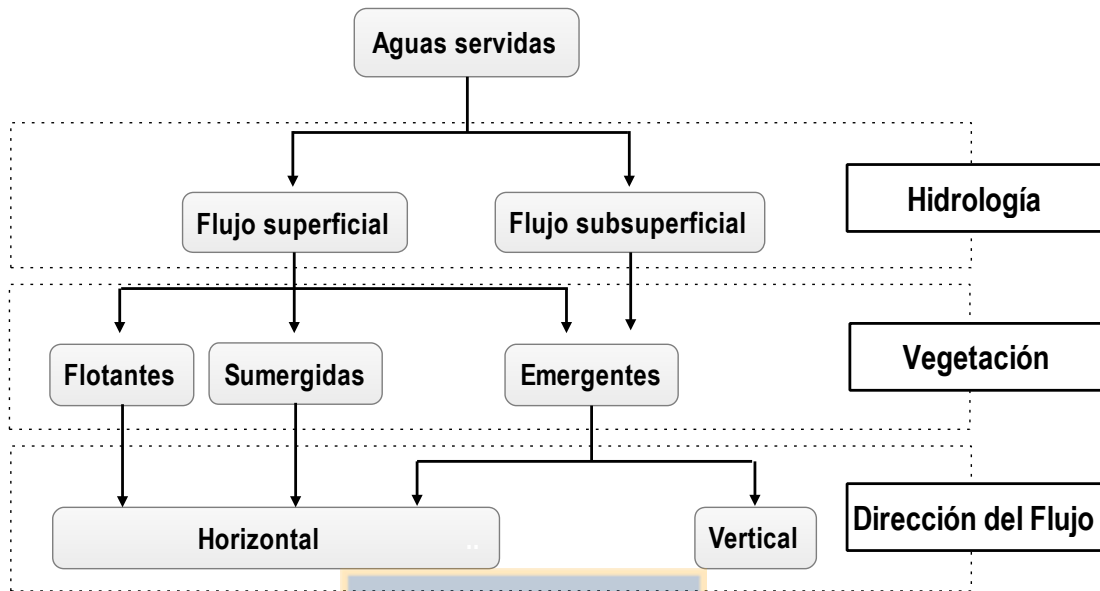 Aguas servidas
Flujo superficial
Flujo subsuperficial
Hidrología
Flotantes
Sumergidas
Emergentes
Vegetación
Horizontal
..
Vertical
Dirección del Flujo